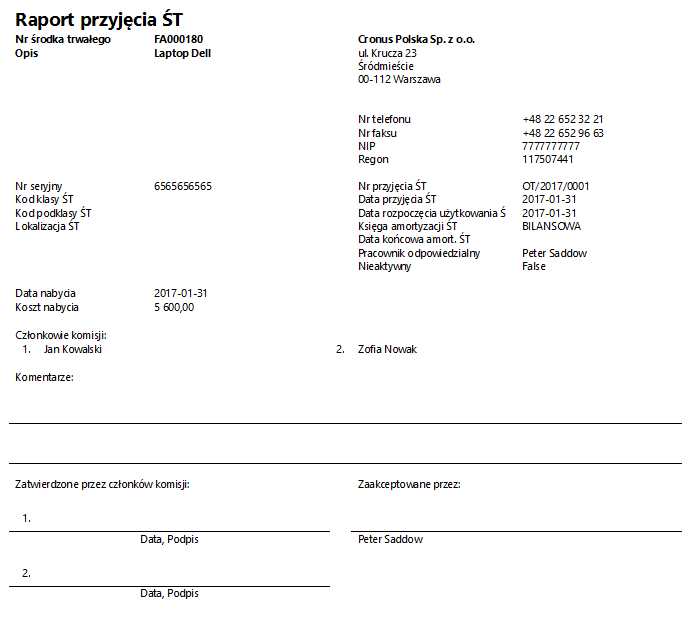 Raport przyjęcia ŚT
Nr środka trwałego FA000180 Cronus Polska Sp. z o.o.
Opis Laptop Dell ul. Krucza 23
Śródmieście
00-112 Warszawa
Nr telefonu +48 22 652 32 21
Nr faksu +48 22 652 96 63
NIP 7777777777
Regon 117507441
Nr seryjny 6565656565 Nr przyjęcia ŚT OT/2017/0001
Kod klasy ŚT Data przyjęcia ŚT 2017-01-31
Kod podklasy ŚT Data rozpoczęcia użytkowania Ś 2017-01-31
Lokalizacja ŚT Księga amortyzacji ŚT BILANSOWA
Data końcowa amort. ŚT
Pracownik odpowiedzialny Peter Saddow
Nieaktywny False
Data nabycia 2017-01-31
Koszt nabycia 5 600,00
Członkowie komisji:
1. Jan Kowalski 2. Zofia Nowak
Komentarze:
Zatwierdzone przez członków komisji: Zaakceptowane przez:
1.
Data, Podpis Peter Saddow
2.
Data, Podpis